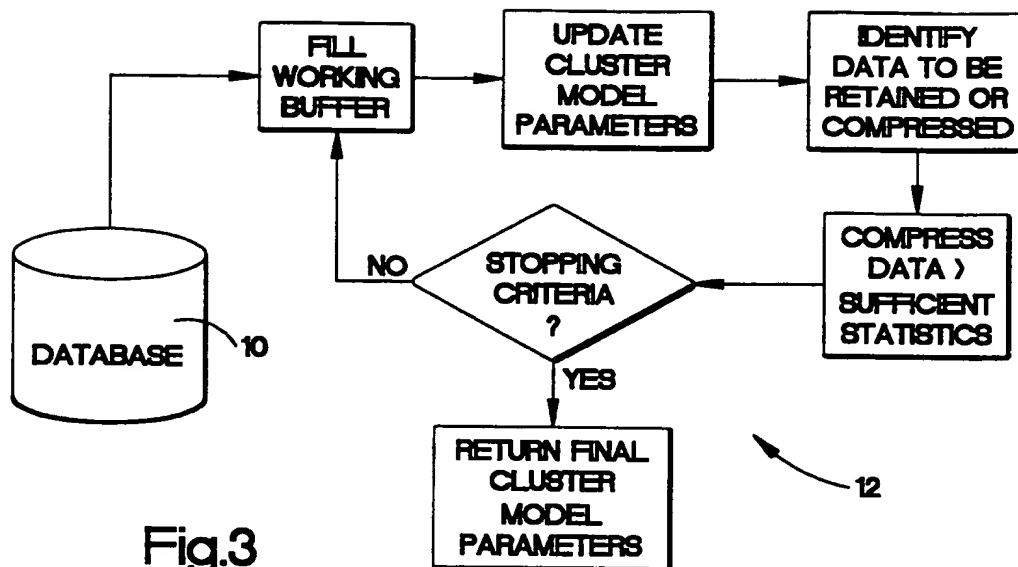 FILL
WORKING
BUFFER
UPDATE
CLUSTER
MODEL
PARAMETERS
IDENTIFY
DATA TO BE
RETAINED OR
COMPRESSED
COMPRESS
DATA >
SUFFICIENT
STATISTICS
STOPPING
CRITERIA
?
NO
YES
DATABASE
10
RETURN FINAL
CLUSTER
MODEL
PARAMETERS
12
Fig.3